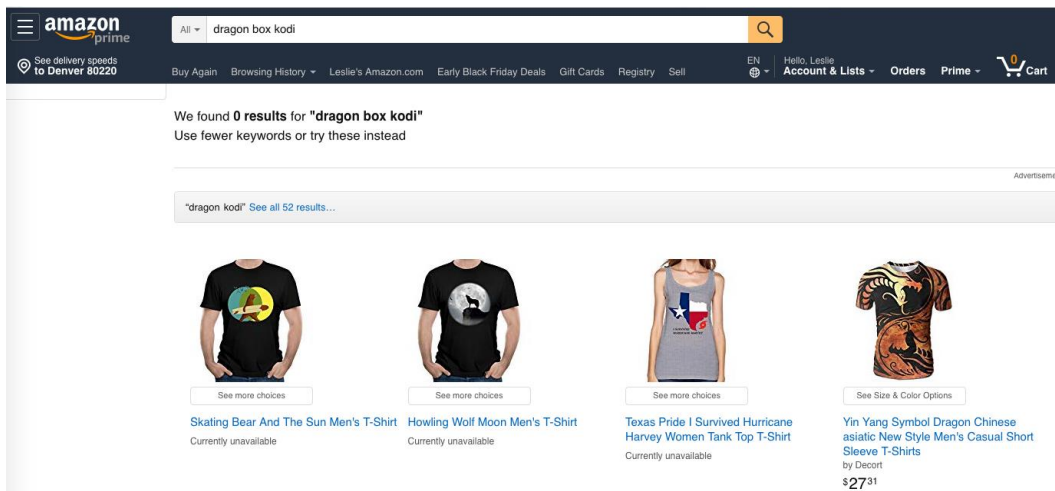 amazon
prime
All
dragon box kodi
See delivery speeds
to Denver 80220
Buy Again Browsing History Leslie's Amazon.com Early Black Friday Deals Gift Cards Registry Sell
EN
Hello, Leslie
Account & Lists Orders Prime 0 Cart
We found 0 results for "dragon box kodi"
Use fewer keywords or try these instead
"dragon kodi" See all 52 results...
See more choices
Skating Bear And The Sun Men's T-Shirt
Currently unavailable
See more choices
Howling Wolf Moon Men's T-Shirt
Currently unavailable
See more choices
Texas Pride I Survived Hurricane
Harvey Women Tank Top T-Shirt
Currently unavailable
See Size & Color Options
Yin Yang Symbol Dragon Chinese
asiatic New Style Men's Casual Short
Sleeve T-Shirts
by Decort
$27 31